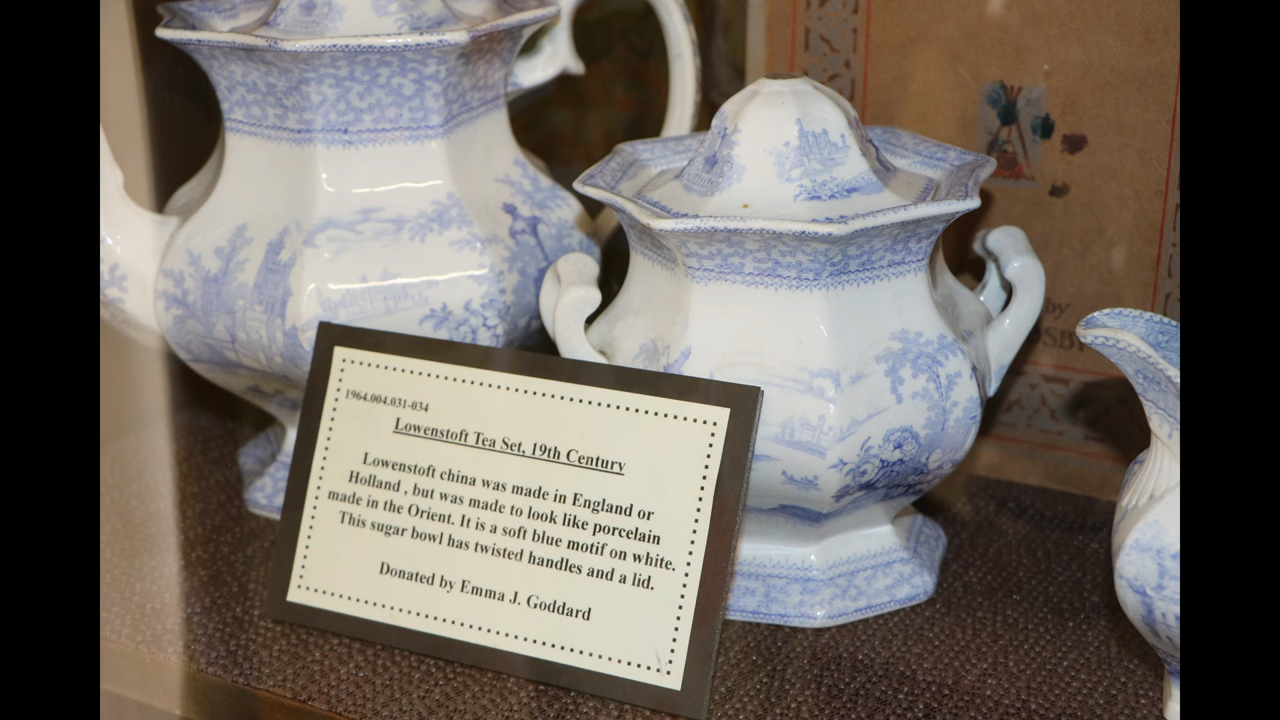 1964.004.031-034
Lowenstoft Tea Set, 19th Century
Lowenstoft china was made in England or
Holland , but was made to look like porcelain
made in the Orient. It is a soft blue motif on white.
This sugar bowl has twisted handles and a lid.
Donated by Emma J. Goddard
by